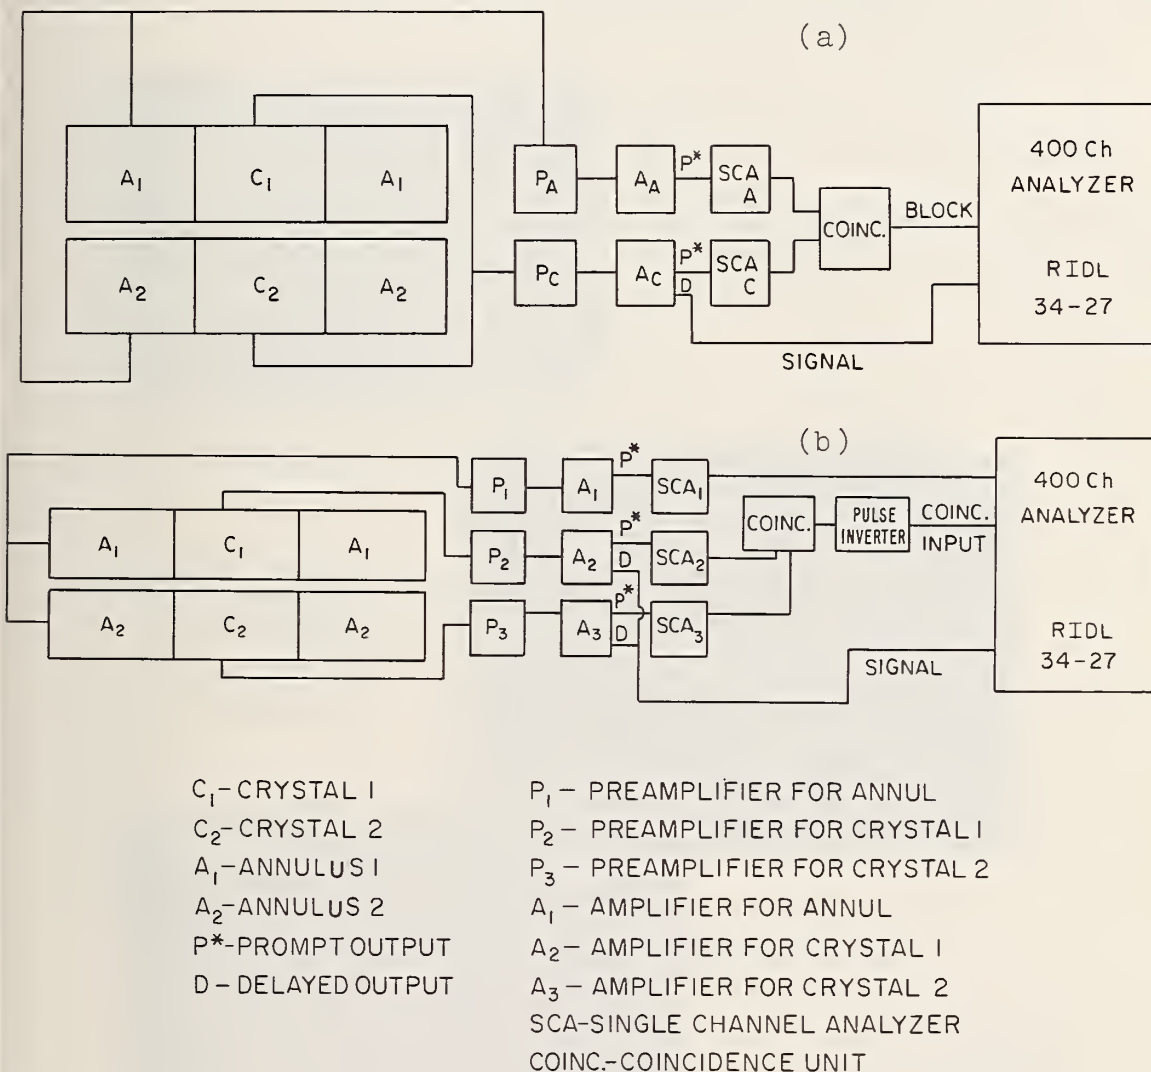 (a)
A₁ C₁ A₁
A₂ C₂ A₂
P_A A_A P* SCA A
P_C A_C P* D SCA C
COINC.
BLOCK
SIGNAL
400 Ch
ANALYZER
RIDL
34-27
(b)
A₁ C₁ A₁
A₂ C₂ A₂
P₁ A₁ P* SCA₁
P₂ A₂ P* D SCA₂
P₃ A₃ P* D SCA₃
COINC.
PULSE
INVERTER
COINC.
INPUT
SIGNAL
400 Ch
ANALYZER
RIDL
34-27
C₁-CRYSTAL 1
C₂-CRYSTAL 2
A₁-ANNULUS 1
A₂-ANNULUS 2
P*-PROMPT OUTPUT
D-DELAYED OUTPUT
P₁ - PREAMPLIFIER FOR ANNUL
P₂ - PREAMPLIFIER FOR CRYSTAL 1
P₃ - PREAMPLIFIER FOR CRYSTAL 2
A₁ - AMPLIFIER FOR ANNUL
A₂ - AMPLIFIER FOR CRYSTAL 1
A₃ - AMPLIFIER FOR CRYSTAL 2
SCA-SINGLE CHANNEL ANALYZER
COINC.-COINCIDENCE UNIT